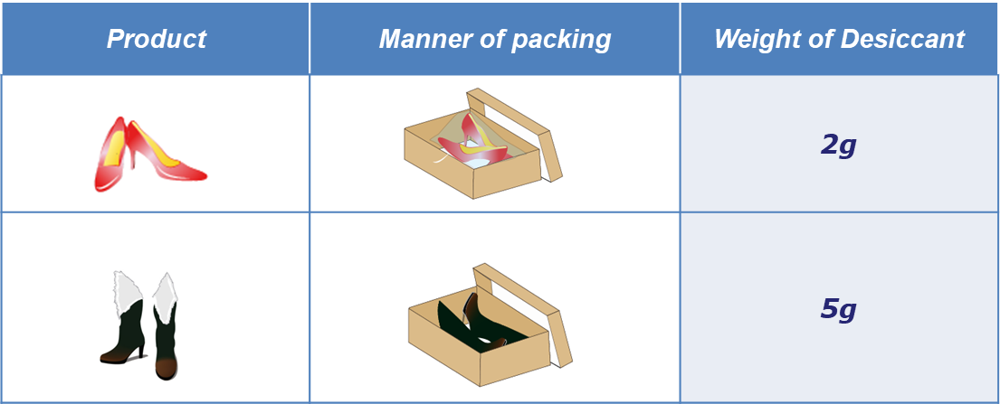 Product
Manner of packing
Weight of Desiccant
2g
5g